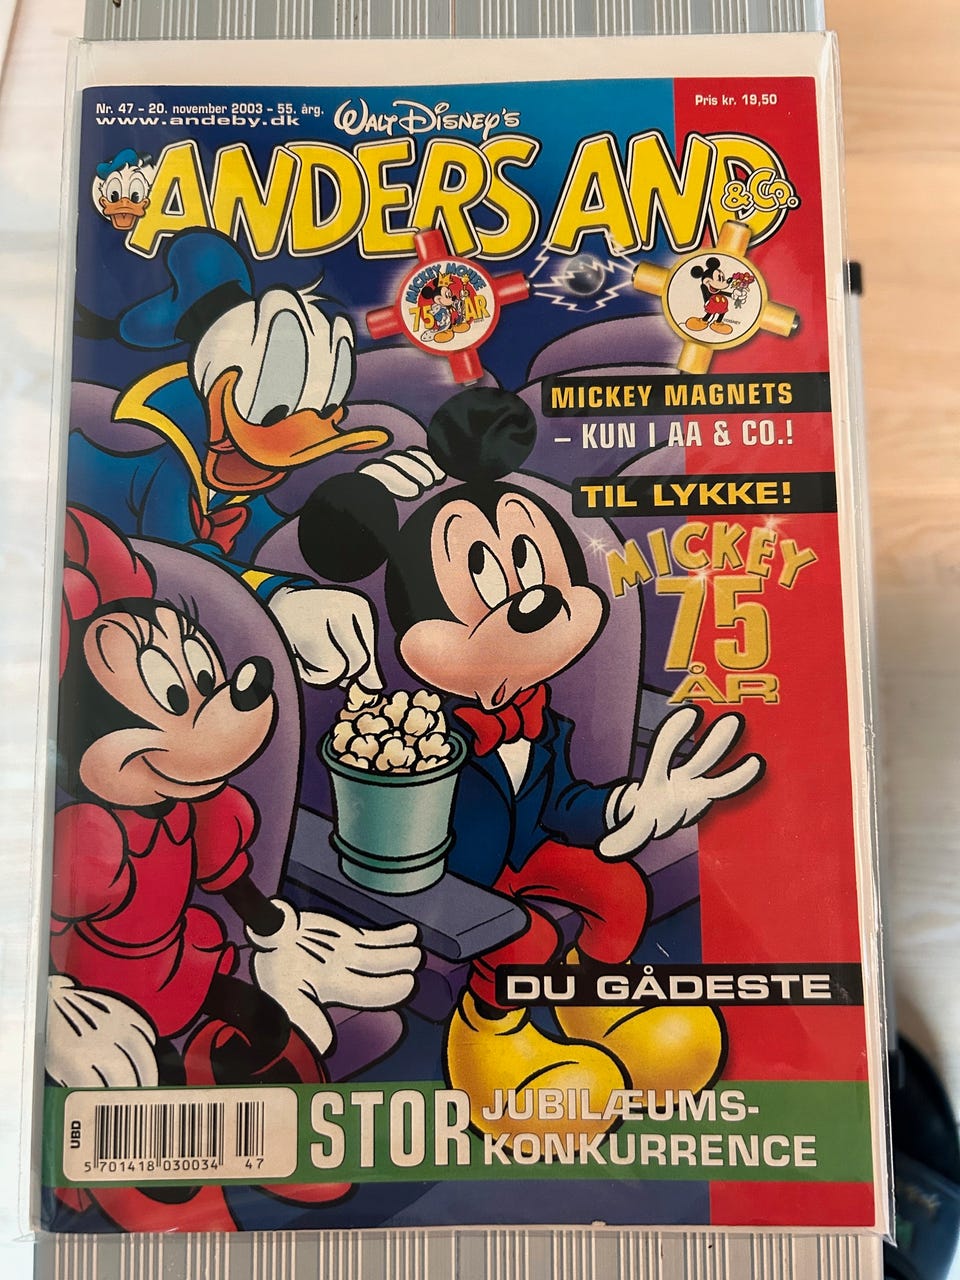 Nr. 47 - 20. november 2003 - 55. årg.
www.andeby.dk
Pris kr. 19,50
WALT DISNEY'S
ANDERS AND
& Co.
MICKEY MOUSE
75 ÅR
MICKEY MAGNETS
– KUN I AA & CO.!
TIL LYKKE!
MICKEY
75
ÅR
DU GÅDESTE
STOR JUBILÆUMS-
KONKURRENCE
UBD
5 701418 030034 47